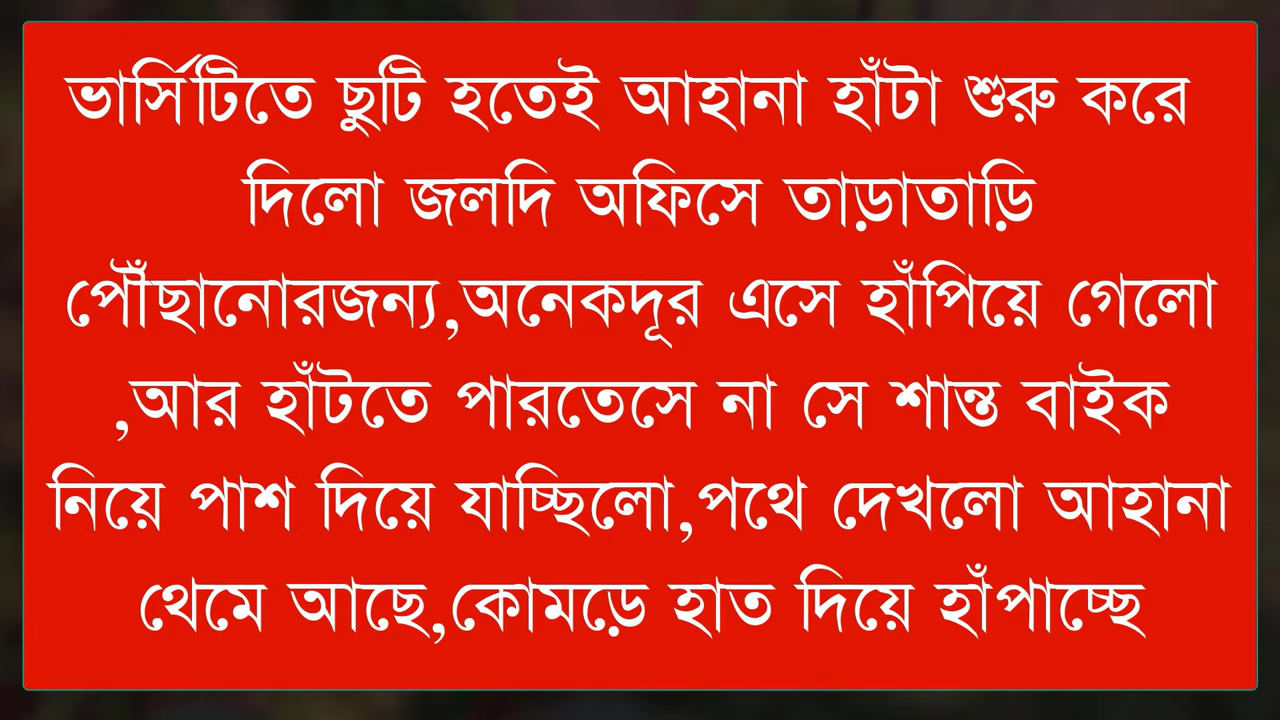 ভার্সিটিতে ছুটি হতেই আহানা হাঁটা শুরু করে
দিলো জলদি অফিসে তাড়াতাড়ি
পৌঁছানোরজন্য,অনেকদূর এসে হাঁপিয়ে গেলো
,আর হাঁটতে পারতেসে না সে শান্ত বাইক
নিয়ে পাশ দিয়ে যাচ্ছিলো,পথে দেখলো আহানা
থেমে আছে,কোমড়ে হাত দিয়ে হাঁপাচ্ছে